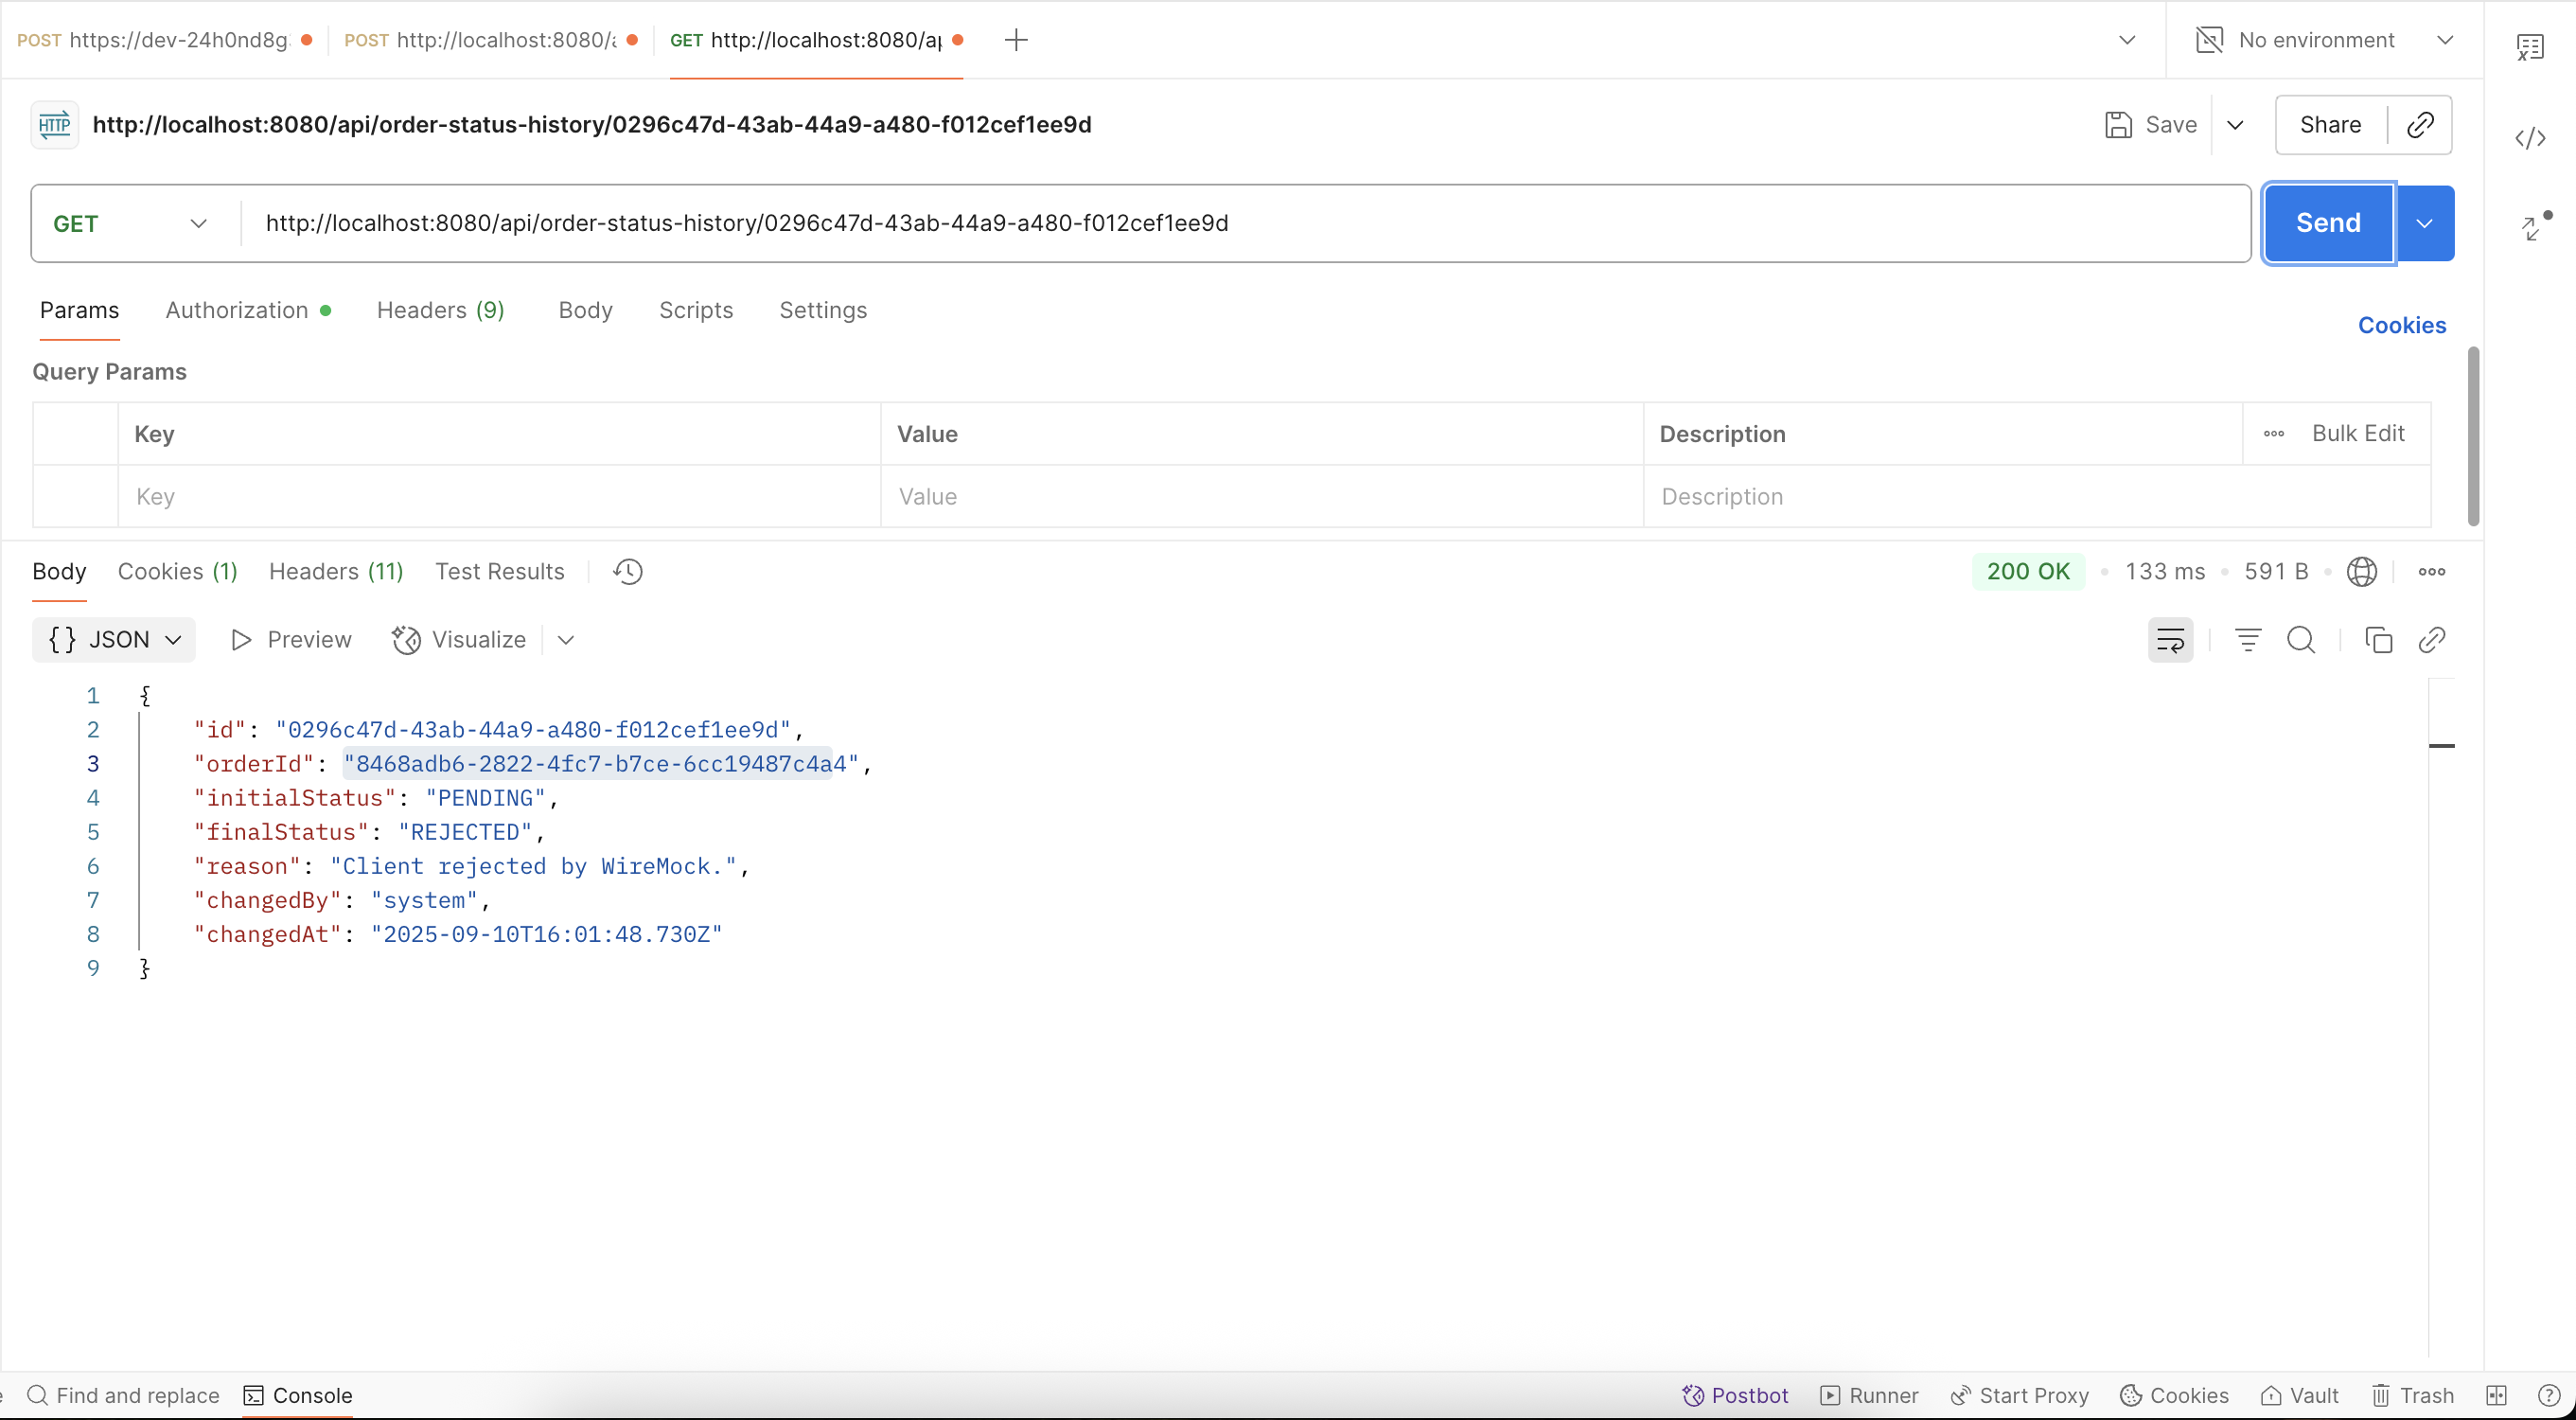 POST https://dev-24h0nd8g POST http://localhost:8080/a GET http://localhost:8080/ap No environment
HTTP http://localhost:8080/api/order-status-history/0296c47d-43ab-44a9-a480-f012cef1ee9d Save Share
GET http://localhost:8080/api/order-status-history/0296c47d-43ab-44a9-a480-f012cef1ee9d Send
Params Authorization Headers (9) Body Scripts Settings Cookies
Query Params
Key Value Description Bulk Edit
Key Value Description
Body Cookies (1) Headers (11) Test Results 200 OK 133 ms 591 B
{} JSON Preview Visualize
1 {
2 "id": "0296c47d-43ab-44a9-a480-f012cef1ee9d",
3 "orderId": "8468adb6-2822-4fc7-b7ce-6cc19487c4a4",
4 "initialStatus": "PENDING",
5 "finalStatus": "REJECTED",
6 "reason": "Client rejected by WireMock.",
7 "changedBy": "system",
8 "changedAt": "2025-09-10T16:01:48.730Z"
9 }
Find and replace Console Postbot Runner Start Proxy Cookies Vault Trash